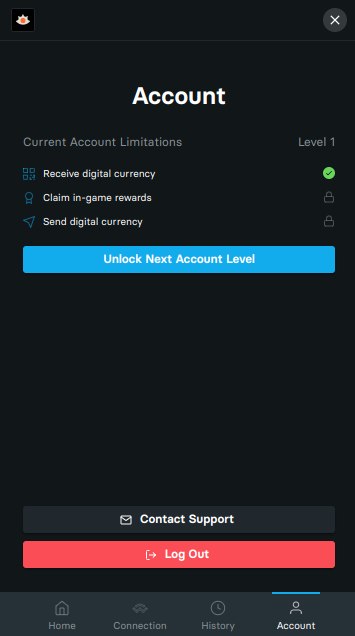 Account
Current Account Limitations Level 1
Receive digital currency
Claim in-game rewards
Send digital currency
Unlock Next Account Level
Contact Support
Log Out
Home Connection History Account